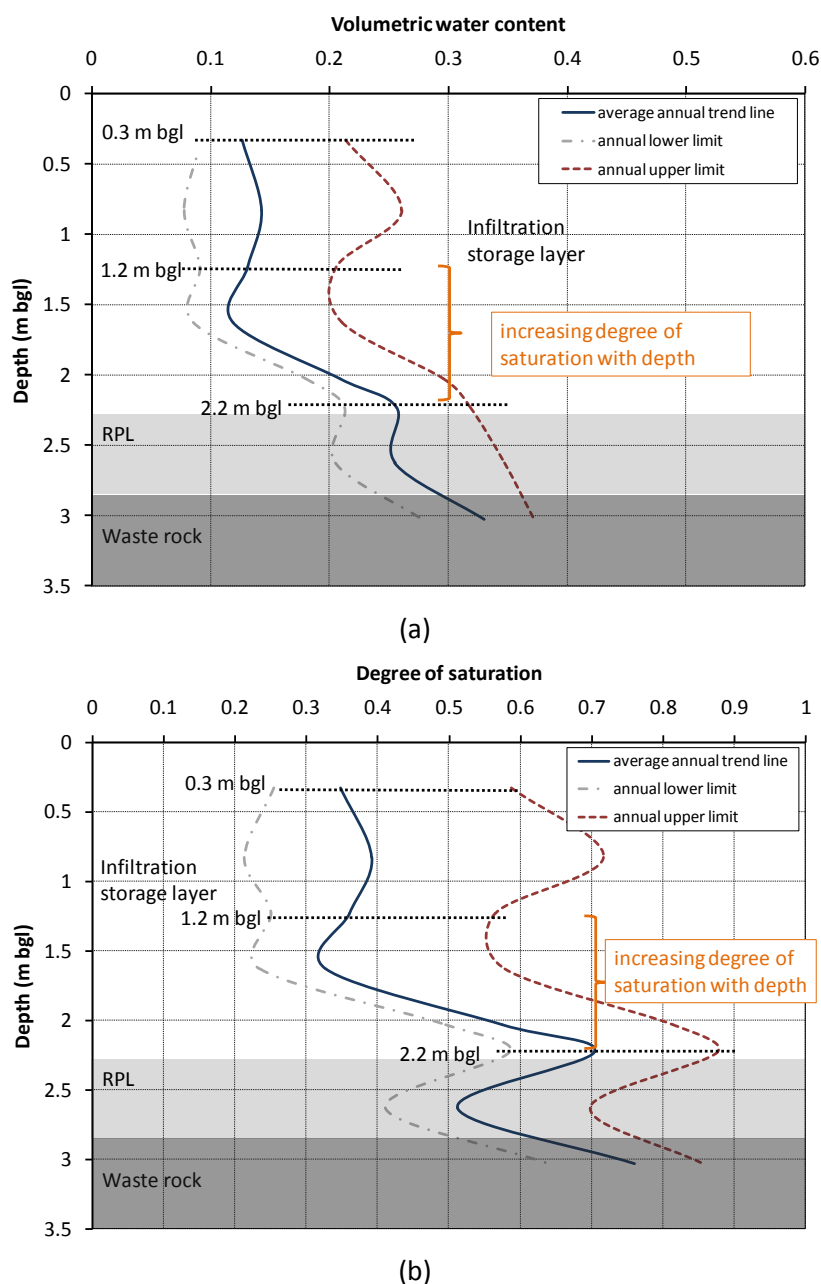 Volumetric water content
0 0.1 0.2 0.3 0.4 0.5 0.6
0
0.5
1
1.5
2
2.5
3
3.5
Depth (m bgl)
average annual trend line
annual lower limit
annual upper limit
0.3 m bgl
Infiltration
storage layer
1.2 m bgl
increasing degree of
saturation with depth
2.2 m bgl
RPL
Waste rock
(a)
Degree of saturation
0 0.1 0.2 0.3 0.4 0.5 0.6 0.7 0.8 0.9 1
0
0.5
1
1.5
2
2.5
3
3.5
Depth (m bgl)
average annual trend line
annual lower limit
annual upper limit
0.3 m bgl
Infiltration
storage layer
1.2 m bgl
increasing degree of
saturation with depth
2.2 m bgl
RPL
Waste rock
(b)